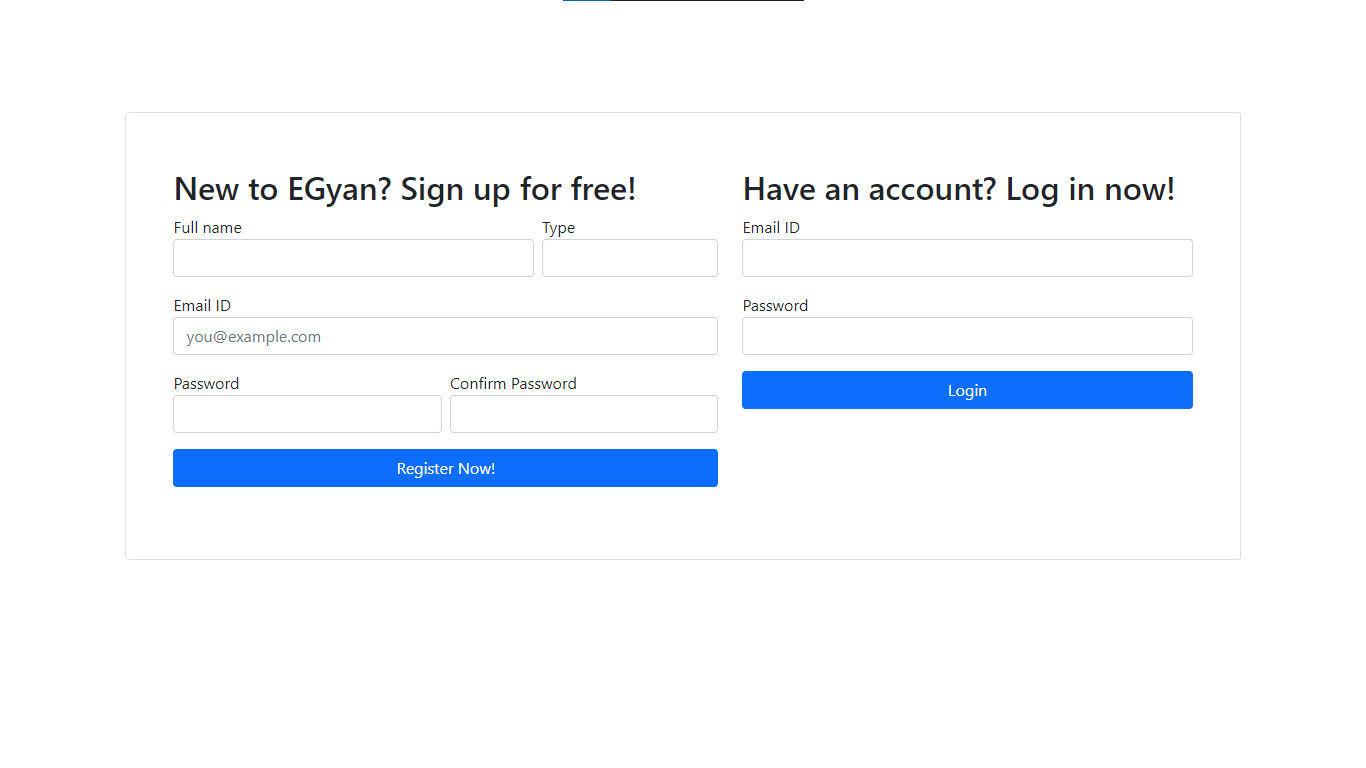 New to EGyan? Sign up for free!
Full name
Type
Email ID
you@example.com
Password
Confirm Password
Register Now!
Have an account? Log in now!
Email ID
Password
Login